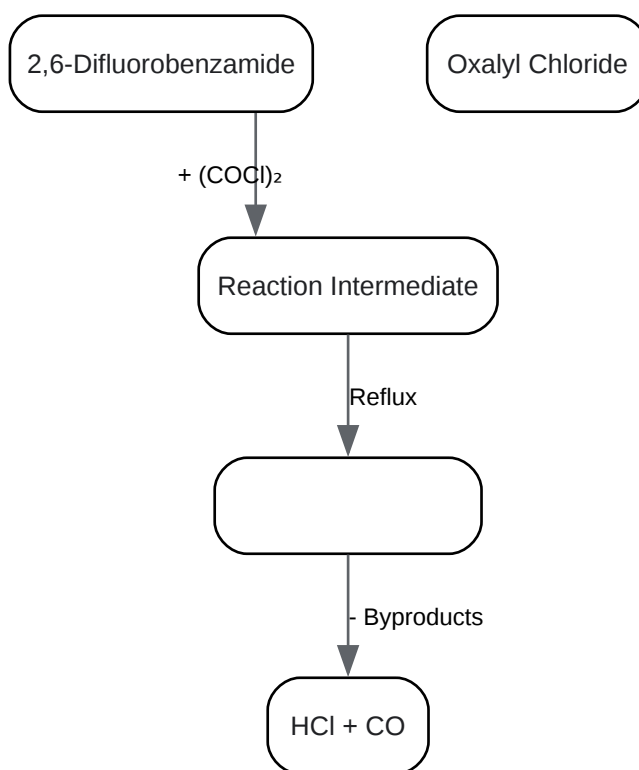 2,6-Difluorobenzamide
Oxalyl Chloride
+ (COCl)₂
Reaction Intermediate
Reflux
- Byproducts
HCl + CO